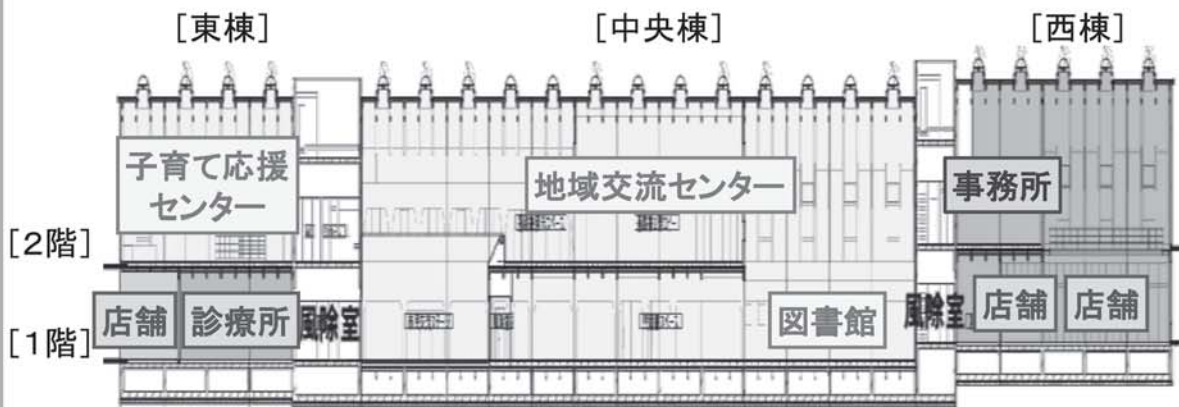 [東棟]
[中央棟]
[西棟]
子育て応援
センター
地域交流センター
事務所
[2階]
店舗
診療所
風除室
図書館
風除室
店舗
店舗
[1階]